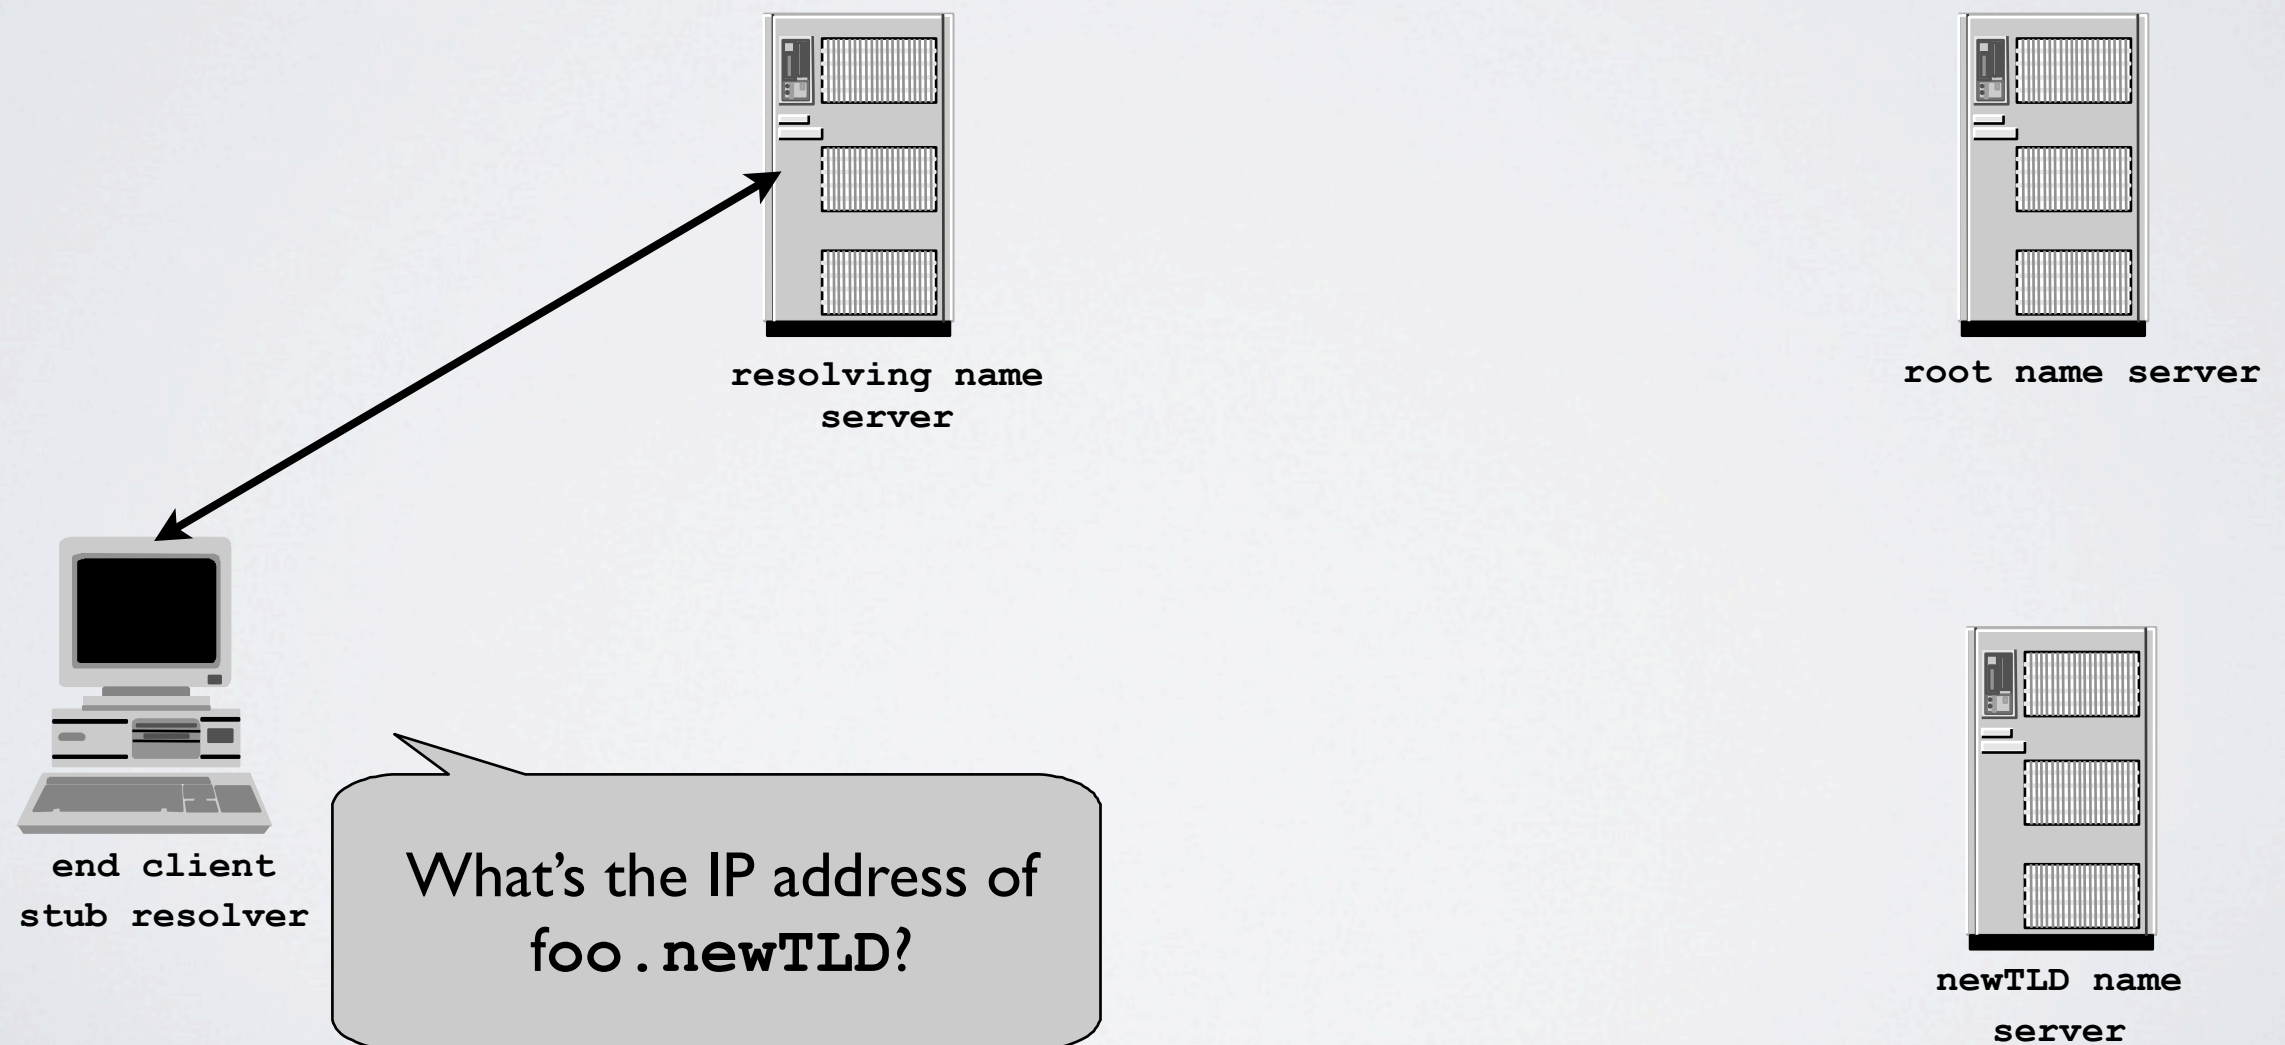 resolving name
server
root name server
end client
stub resolver
What's the IP address of
foo.newTLD?
newTLD name
server